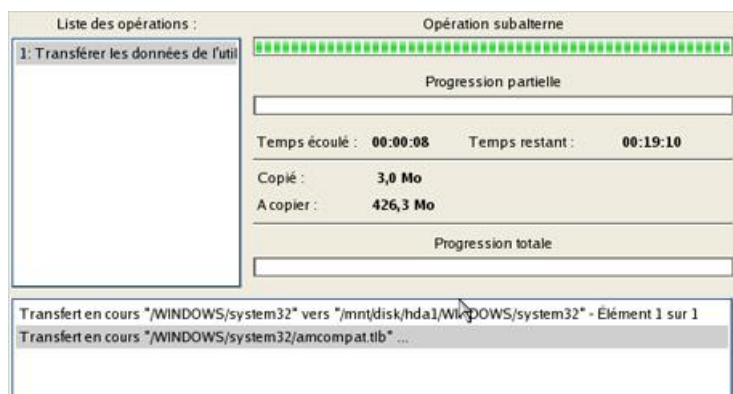 Liste des opérations :
1: Transférer les données de l'util
Opération subalterne
Progression partielle
Temps écoulé : 00:00:08 Temps restant : 00:19:10
Copié : 3,0 Mo
A copier : 426,3 Mo
Progression totale
Transfert en cours "/WINDOWS/system32" vers "/mnt/disk/hda1/WINDOWS/system32" - Élément 1 sur 1
Transfert en cours "/WINDOWS/system32/amcompat.tlb" ...